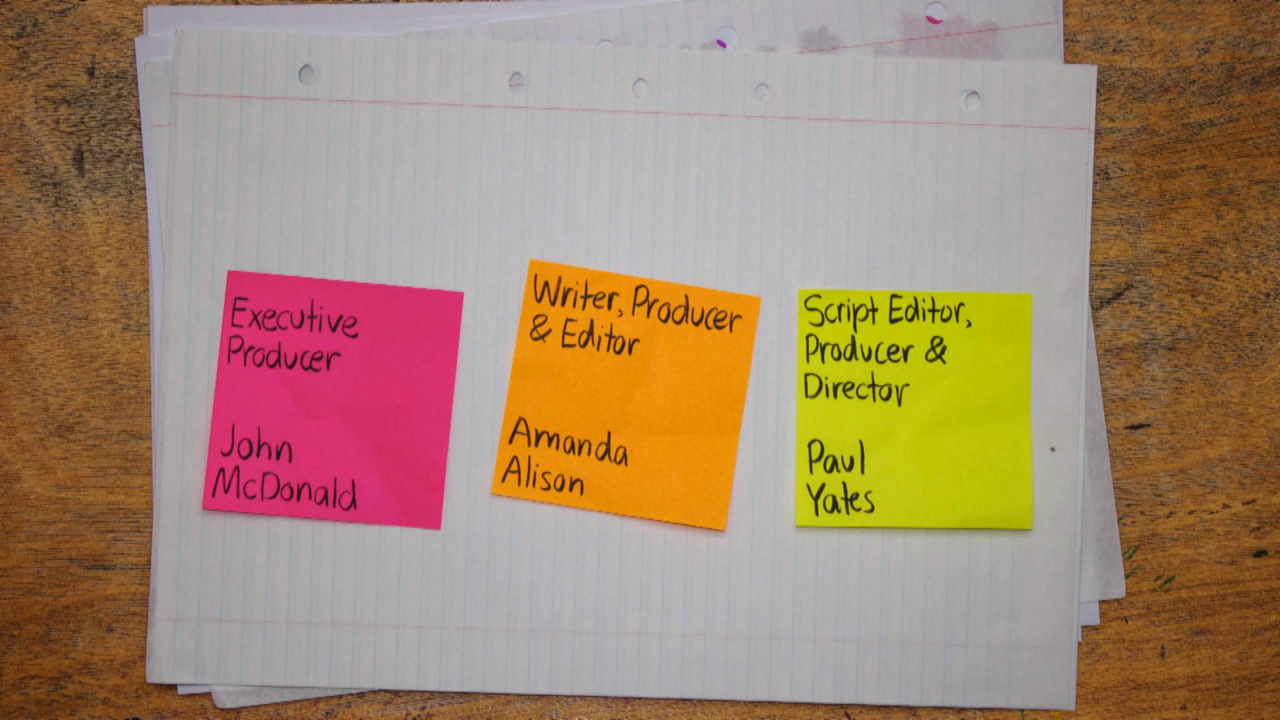 Executive
Producer
John
McDonald
Writer, Producer
& Editor
Amanda
Alison
Script Editor,
Producer &
Director
Paul
Yates